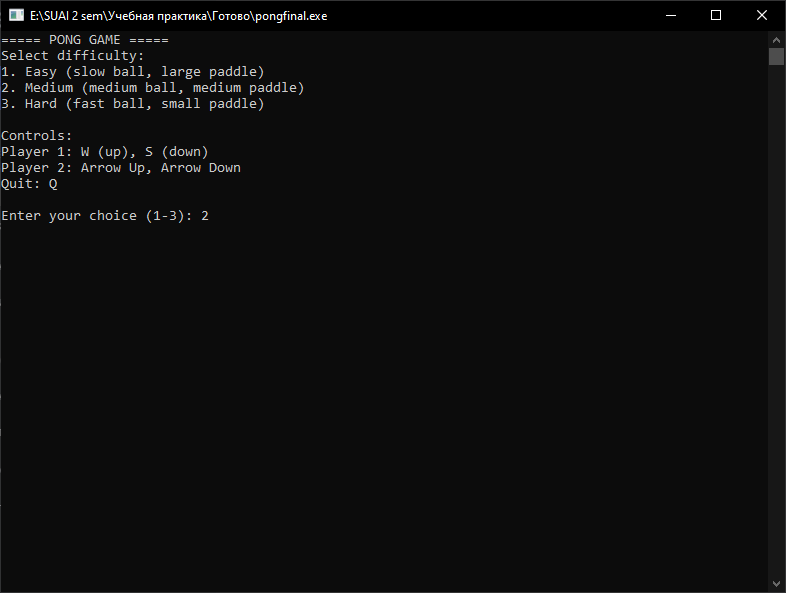 E:\SUAI 2 sem\Учебная практика\Готово\pongfinal.exe
===== PONG GAME =====
Select difficulty:
1. Easy (slow ball, large paddle)
2. Medium (medium ball, medium paddle)
3. Hard (fast ball, small paddle)
Controls:
Player 1: W (up), S (down)
Player 2: Arrow Up, Arrow Down
Quit: Q
Enter your choice (1-3): 2